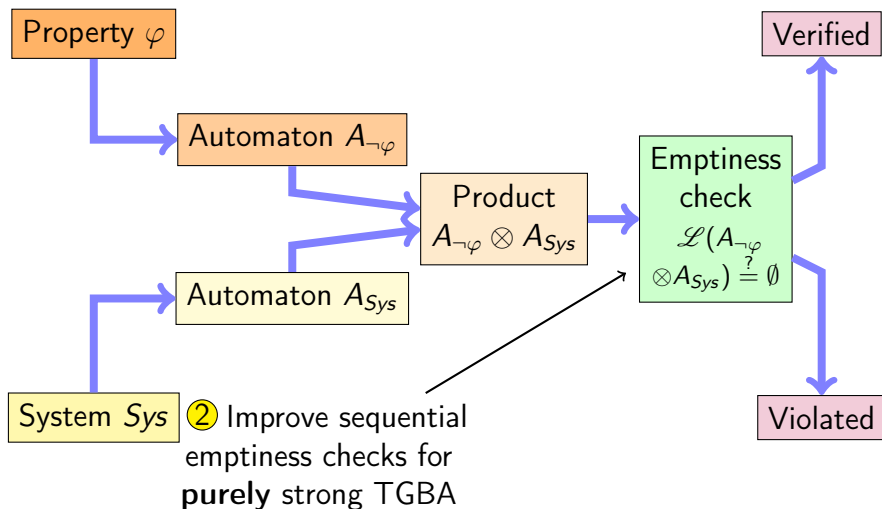 Property φ
Verified
Automaton A¬φ
Emptiness
check
ℒ(A¬φ
⊗ASys) ?= ∅
Product
A¬φ ⊗ ASys
Automaton ASys
System Sys
2 Improve sequential
emptiness checks for
purely strong TGBA
Violated